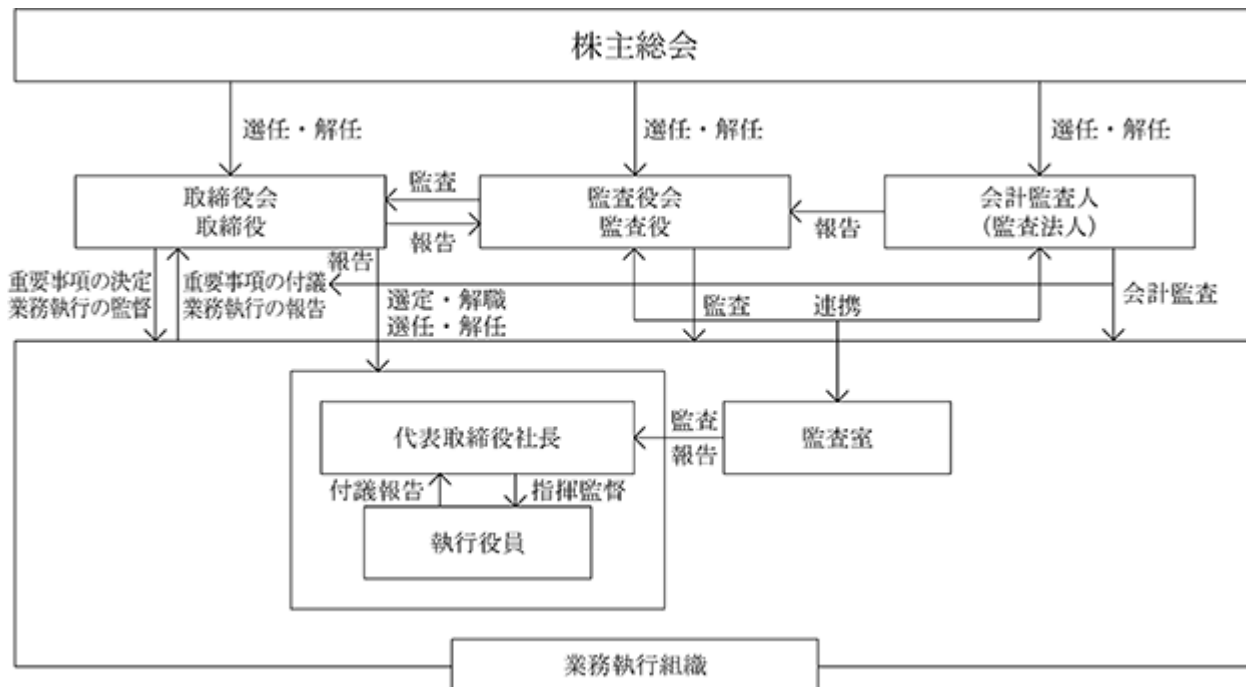 株主総会
選任・解任
選任・解任
選任・解任
取締役会
取締役
監査
報告
監査役会
監査役
報告
会計監査人
(監査法人)
重要事項の決定
業務執行の監督
重要事項の付議
業務執行の報告
報告
選定・解職
選任・解任
監査
連携
会計監査
代表取締役社長
監査
報告
監査室
付議報告
指揮監督
執行役員
業務執行組織